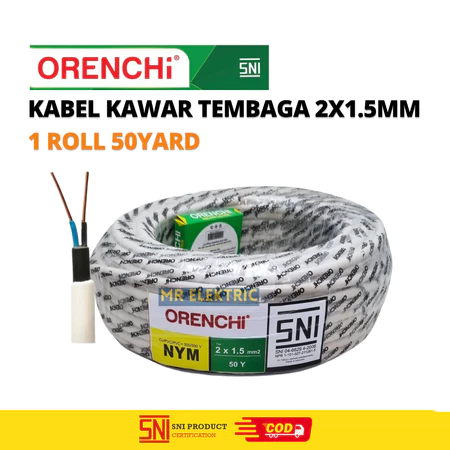 ORENCHi®
SNI
KABEL KAWAR TEMBAGA 2X1.5MM
1 ROLL 50YARD
ORENCHi
MR ELEKTRIC
ORENCHi
NYM
2 x 1.5 mm2
50 Y
SNI
SNI PRODUCT
CERTIFICATION
COD